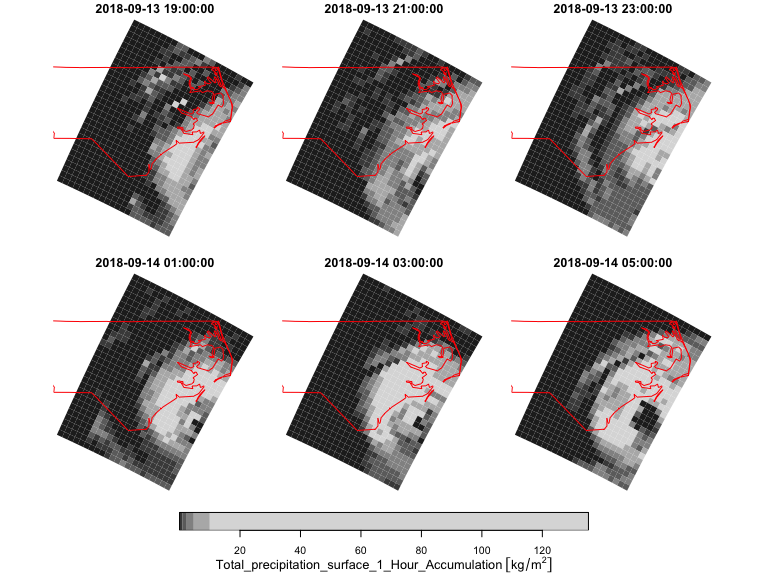 2018-09-13 19:00:00 2018-09-13 21:00:00 2018-09-13 23:00:00
2018-09-14 01:00:00 2018-09-14 03:00:00 2018-09-14 05:00:00
20 40 60 80 100 120
Total_precipitation_surface_1_Hour_Accumulation [kg/m²]